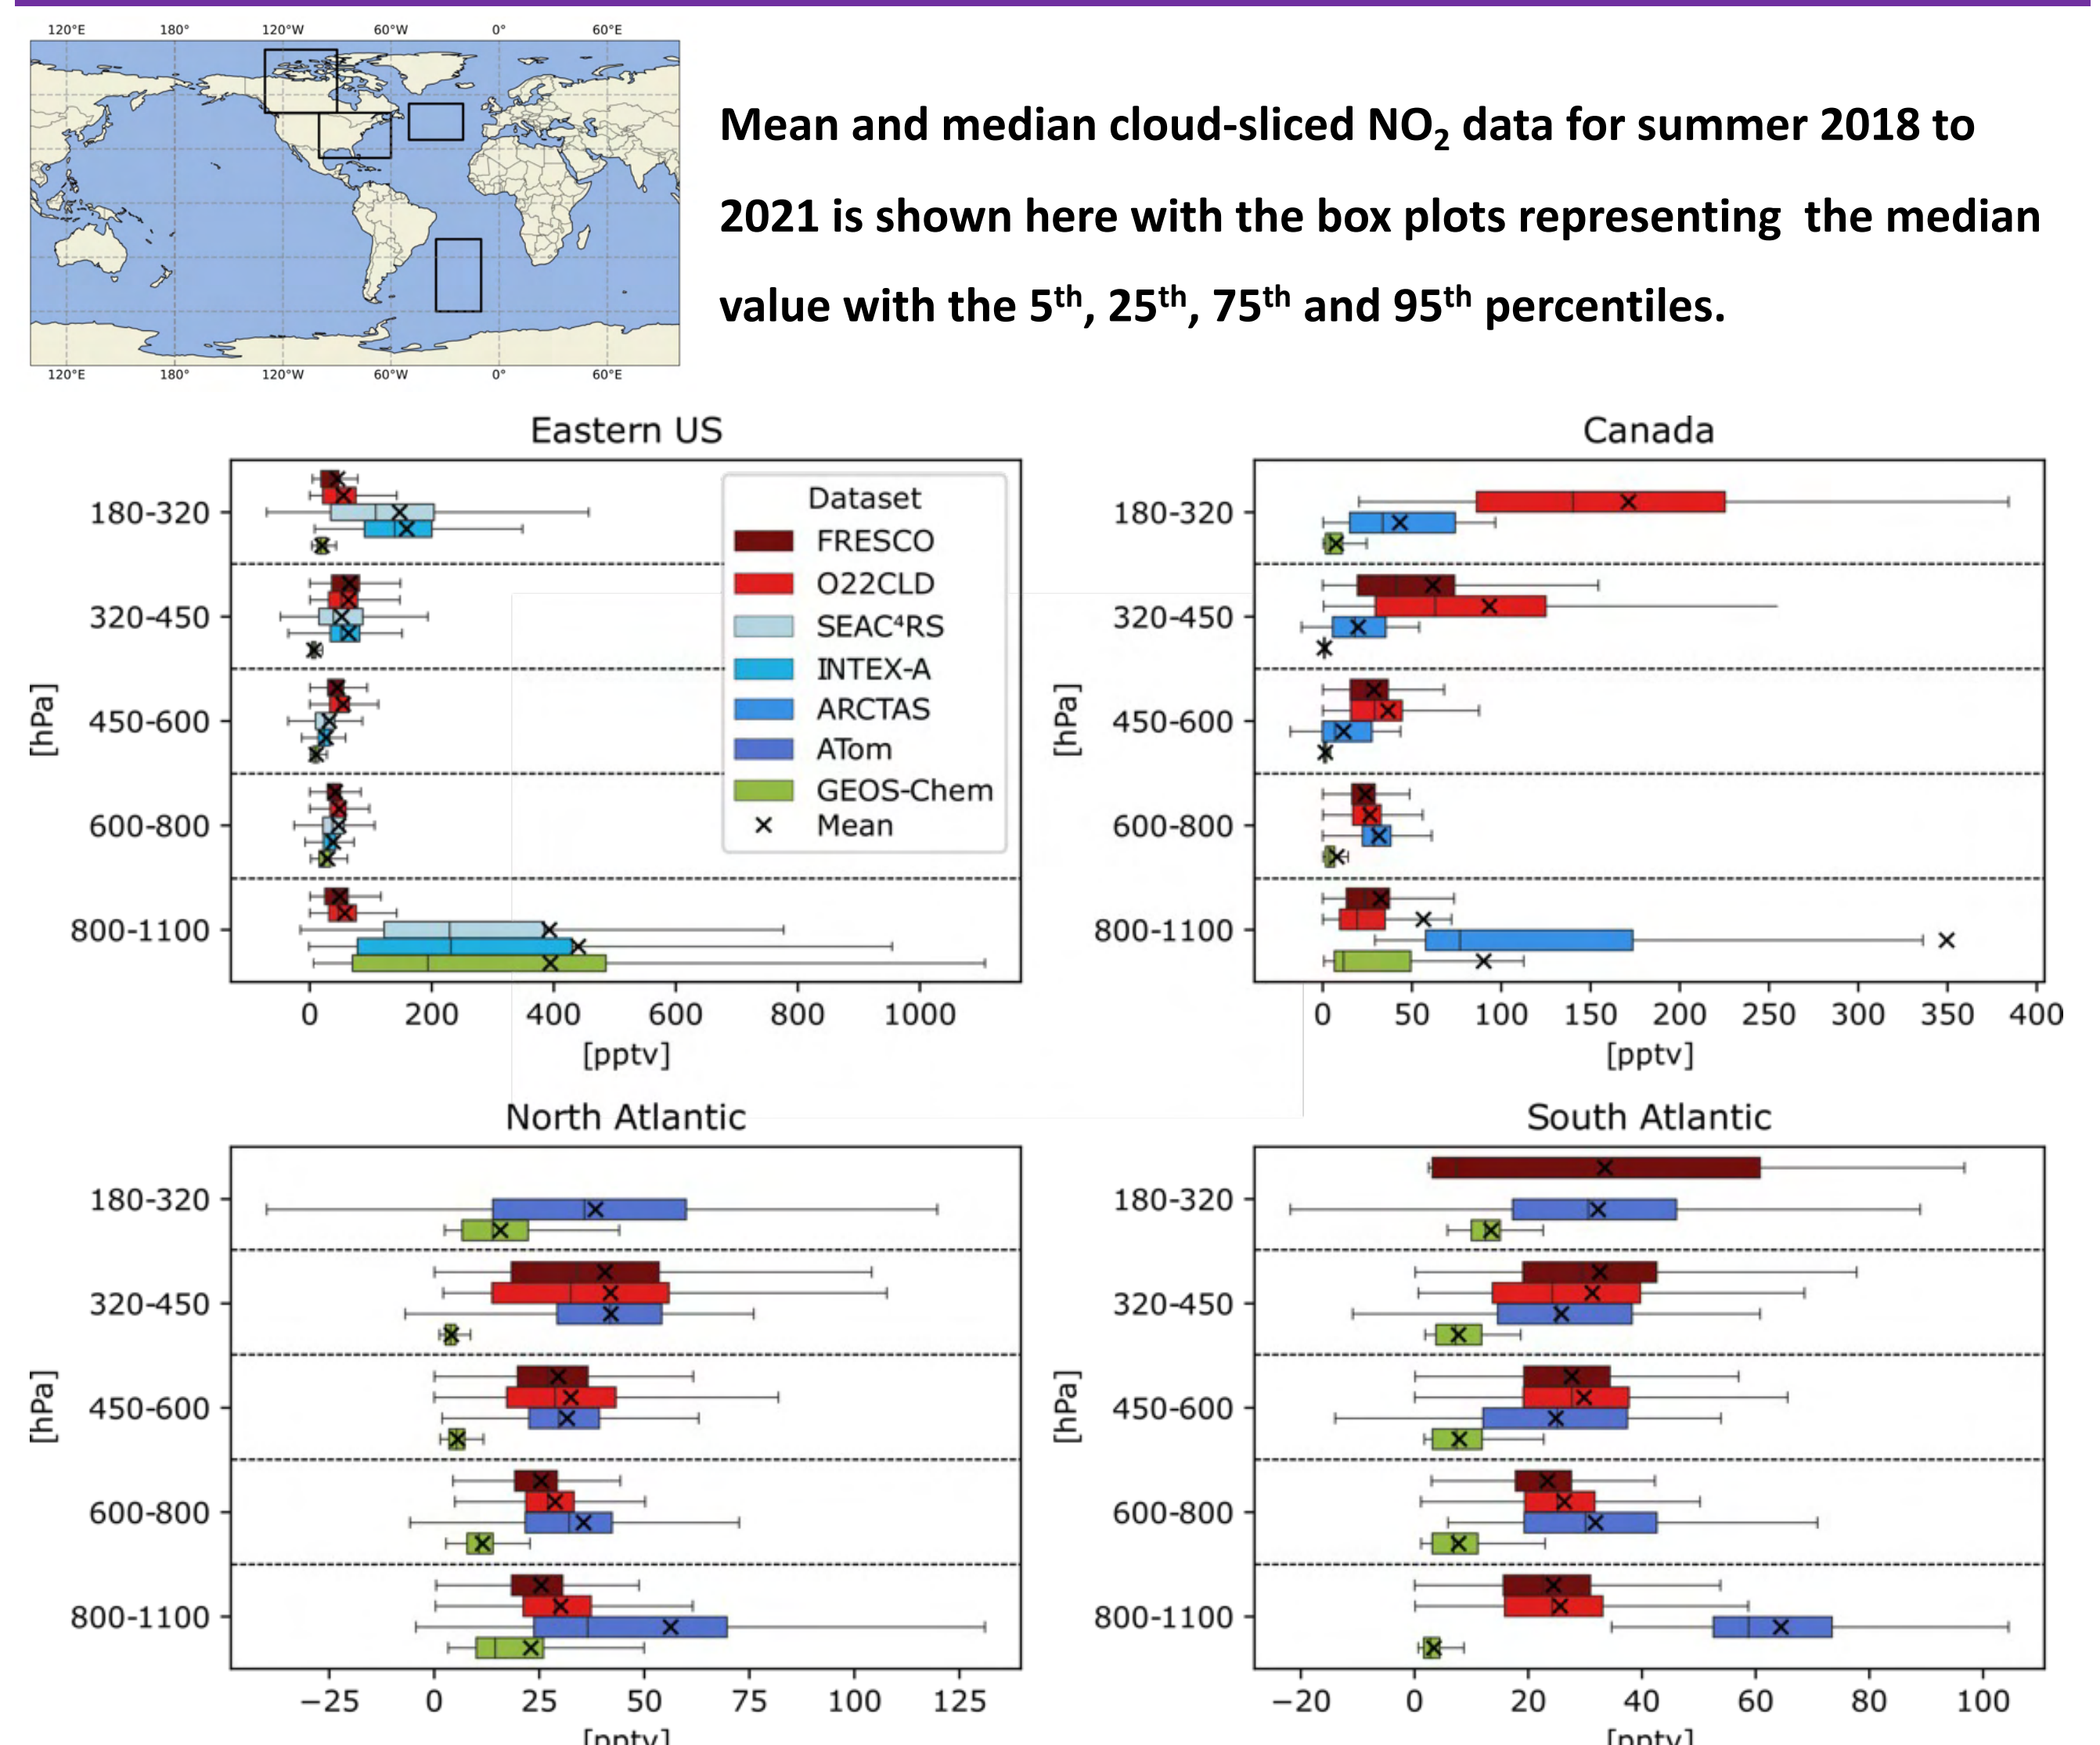 120°E 180° 120°W 60°W 0° 60°E
120°E 180° 120°W 60°W 0° 60°E
Mean and median cloud-sliced NO₂ data for summer 2018 to
2021 is shown here with the box plots representing the median
value with the 5ᵗʰ, 25ᵗʰ, 75ᵗʰ and 95ᵗʰ percentiles.
Eastern US
180-320
320-450
450-600
600-800
800-1100
[hPa]
Dataset
FRESCO
O22CLD
SEAC⁴RS
INTEX-A
ARCTAS
ATom
GEOS-Chem
Mean
0 200 400 600 800 1000
[pptv]
Canada
180-320
320-450
450-600
600-800
800-1100
[hPa]
0 50 100 150 200 250 300 350 400
[pptv]
North Atlantic
180-320
320-450
450-600
600-800
800-1100
[hPa]
−25 0 25 50 75 100 125
[pptv]
South Atlantic
180-320
320-450
450-600
600-800
800-1100
[hPa]
−20 0 20 40 60 80 100
[pptv]